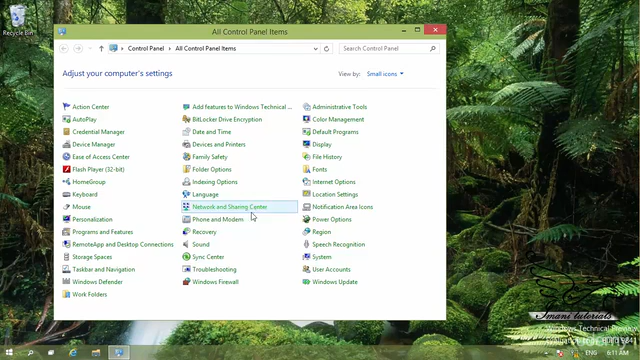 Recycle Bin
All Control Panel Items
Control Panel
All Control Panel Items
Search Control Panel
Adjust your computer's settings
View by:
Small icons
Action Center
Add features to Windows Technical ...
Administrative Tools
AutoPlay
BitLocker Drive Encryption
Color Management
Credential Manager
Date and Time
Default Programs
Device Manager
Devices and Printers
Display
Ease of Access Center
Family Safety
File History
Flash Player (32-bit)
Folder Options
Fonts
HomeGroup
Indexing Options
Internet Options
Keyboard
Language
Location Settings
Mouse
Network and Sharing Center
Notification Area Icons
Personalization
Phone and Modem
Power Options
Programs and Features
Recovery
Region
RemoteApp and Desktop Connections
Sound
Speech Recognition
Storage Spaces
Sync Center
System
Taskbar and Navigation
Troubleshooting
User Accounts
Windows Defender
Windows Firewall
Windows Update
Work Folders
Imani tutorials
Windows Technical Preview
ENG
6:11 AM